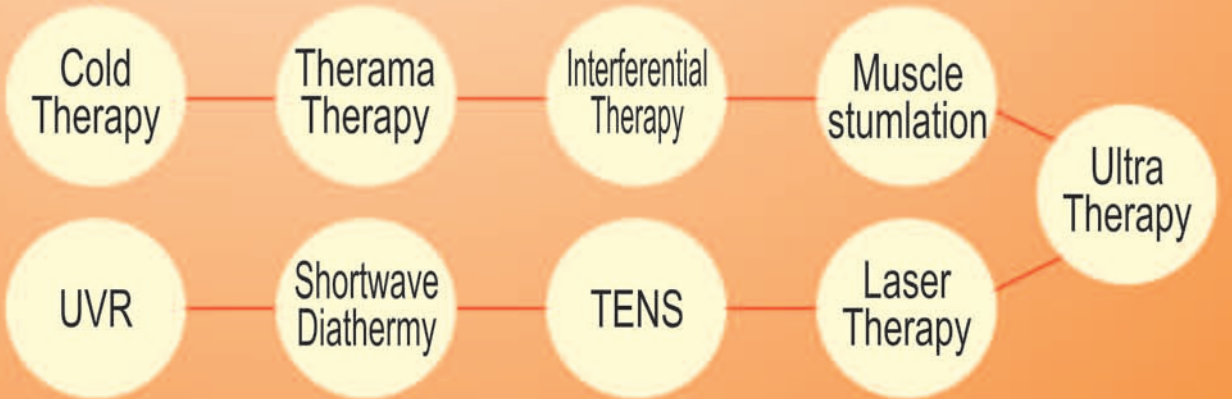 Cold
Therapy
Therama
Therapy
Interferential
Therapy
Muscle
stumlation
Ultra
Therapy
UVR
Shortwave
Diathermy
TENS
Laser
Therapy